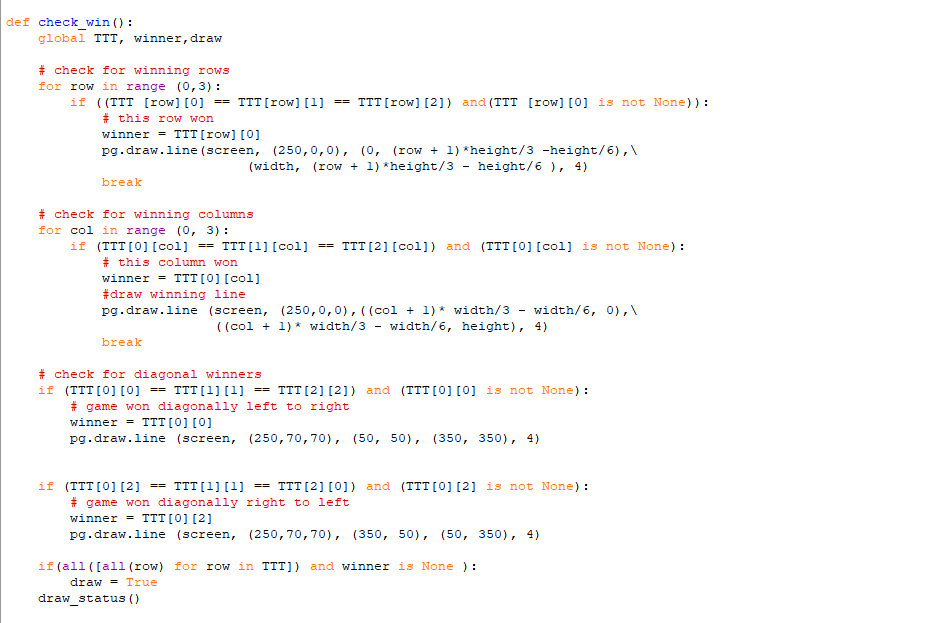 def check_win():
    global TTT, winner,draw

    # check for winning rows
    for row in range (0,3):
        if ((TTT [row][0] == TTT[row][1] == TTT[row][2]) and(TTT [row][0] is not None)):
            # this row won
            winner = TTT[row][0]
            pg.draw.line(screen, (250,0,0), (0, (row + 1)*height/3 -height/6),\
                              (width, (row + 1)*height/3 - height/6 ), 4)
            break

    # check for winning columns
    for col in range (0, 3):
        if (TTT[0][col] == TTT[1][col] == TTT[2][col]) and (TTT[0][col] is not None):
            # this column won
            winner = TTT[0][col]
            #draw winning line
            pg.draw.line (screen, (250,0,0),((col + 1)* width/3 - width/6, 0),\
                          ((col + 1)* width/3 - width/6, height), 4)
            break

    # check for diagonal winners
    if (TTT[0][0] == TTT[1][1] == TTT[2][2]) and (TTT[0][0] is not None):
        # game won diagonally left to right
        winner = TTT[0][0]
        pg.draw.line (screen, (250,70,70), (50, 50), (350, 350), 4)


    if (TTT[0][2] == TTT[1][1] == TTT[2][0]) and (TTT[0][2] is not None):
        # game won diagonally right to left
        winner = TTT[0][2]
        pg.draw.line (screen, (250,70,70), (350, 50), (50, 350), 4)

    if(all([all(row) for row in TTT]) and winner is None ):
        draw = True
    draw_status()